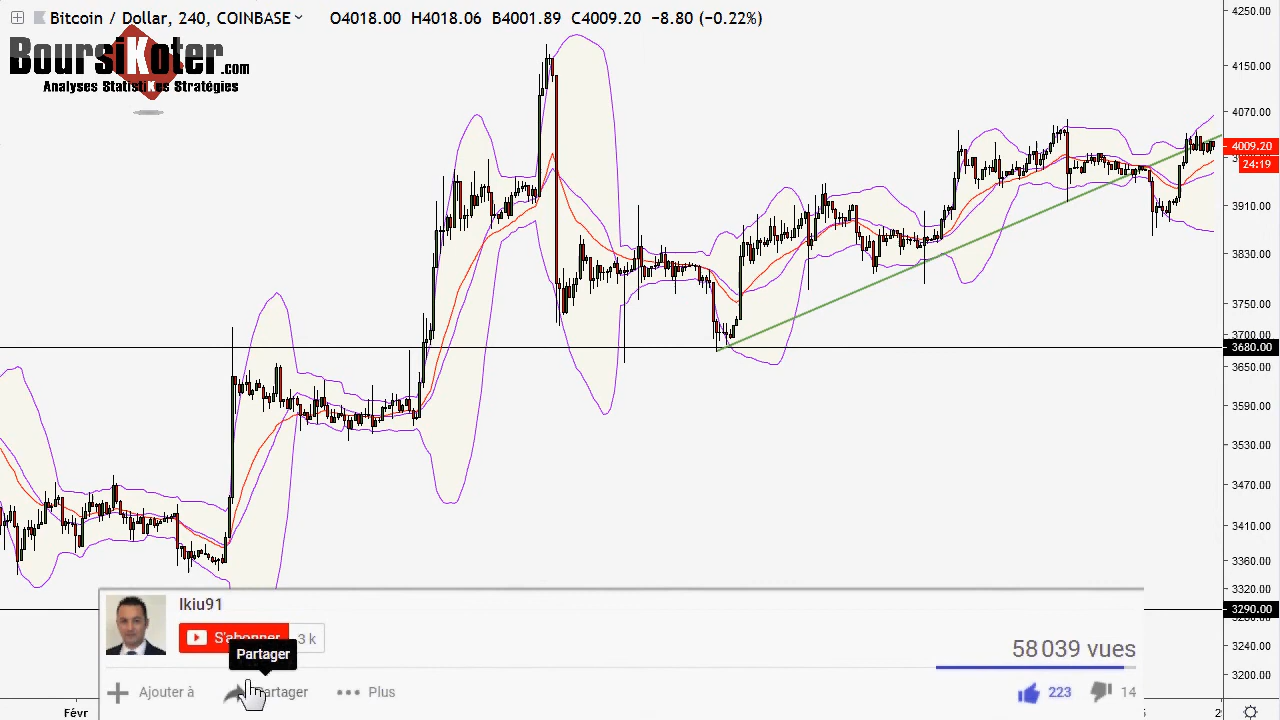 Bitcoin / Dollar, 240, COINBASE O4018.00 H4018.06 B4001.89 C4009.20 −8.80 (−0.22%)
BoursiKoter.com
Analyses StatistiKes Stratégies
4250.00
4150.00
4070.00
4009.20
24:19
3910.00
3830.00
3750.00
3700.00
3680.00
3650.00
3590.00
3530.00
3470.00
3410.00
3360.00
3320.00
3290.00
3240.00
3200.00
Ikiu91
S'abonner 3 k
Partager
58 039 vues
Ajouter à Partager Plus 223 14
Févr